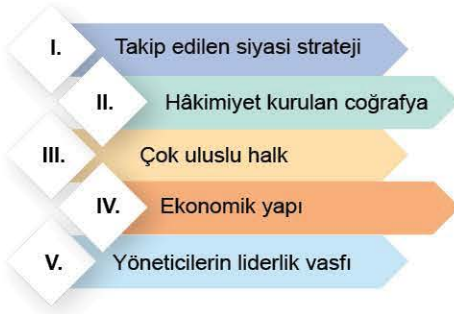 I. Takip edilen siyasi strateji
II. Hâkimiyet kurulan coğrafya
III. Çok uluslu halk
IV. Ekonomik yapı
V. Yöneticilerin liderlik vasfı